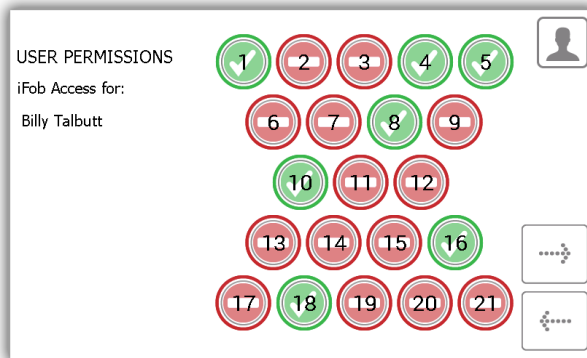 USER PERMISSIONS
iFob Access for:
Billy Talbutt
1 2 3 4 5
6 7 8 9
10 11 12
13 14 15 16
17 18 19 20 21